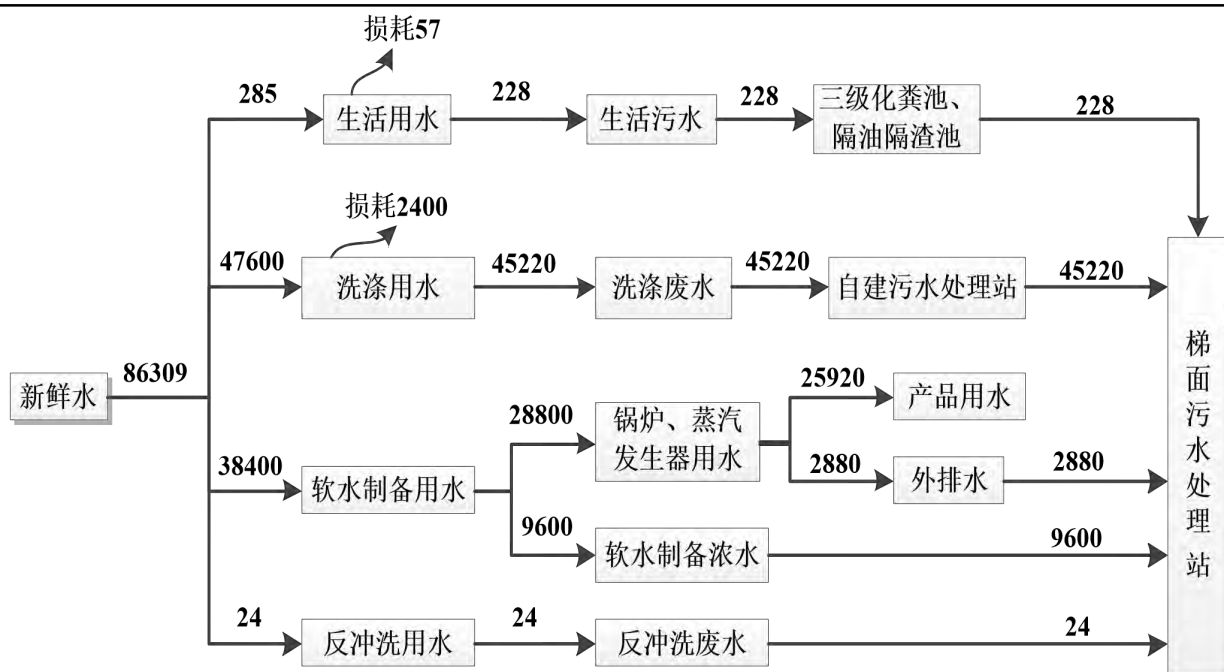 损耗57
285
生活用水
228
生活污水
228
三级化粪池、
隔油隔渣池
228
损耗2400
47600
洗涤用水
45220
洗涤废水
45220
自建污水处理站
45220
新鲜水
86309
38400
软水制备用水
28800
锅炉、蒸汽
发生器用水
25920
产品用水
2880
外排水
2880
9600
软水制备浓水
9600
24
反冲洗用水
24
反冲洗废水
24
梯面污水处理站